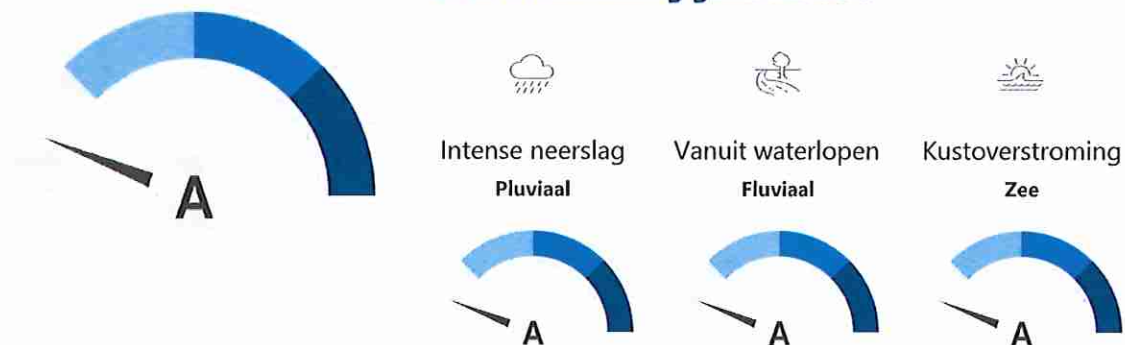 A
Intense neerslag
Pluviaal
A
Vanuit waterlopen
Fluviaal
A
Kustoverstroming
Zee
A